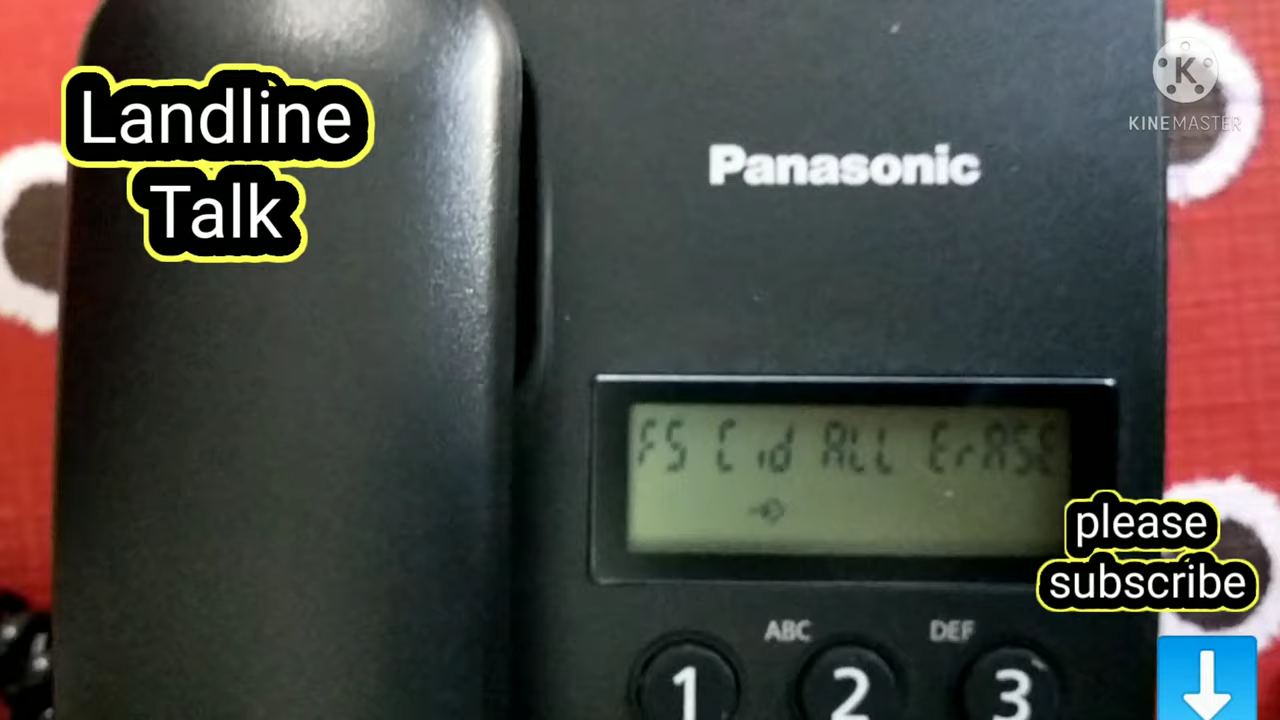 Landline
Talk
K
KINEMASTER
Panasonic
FS Cid ALL ErASE
please
subscribe
ABC
DEF
1
2
3